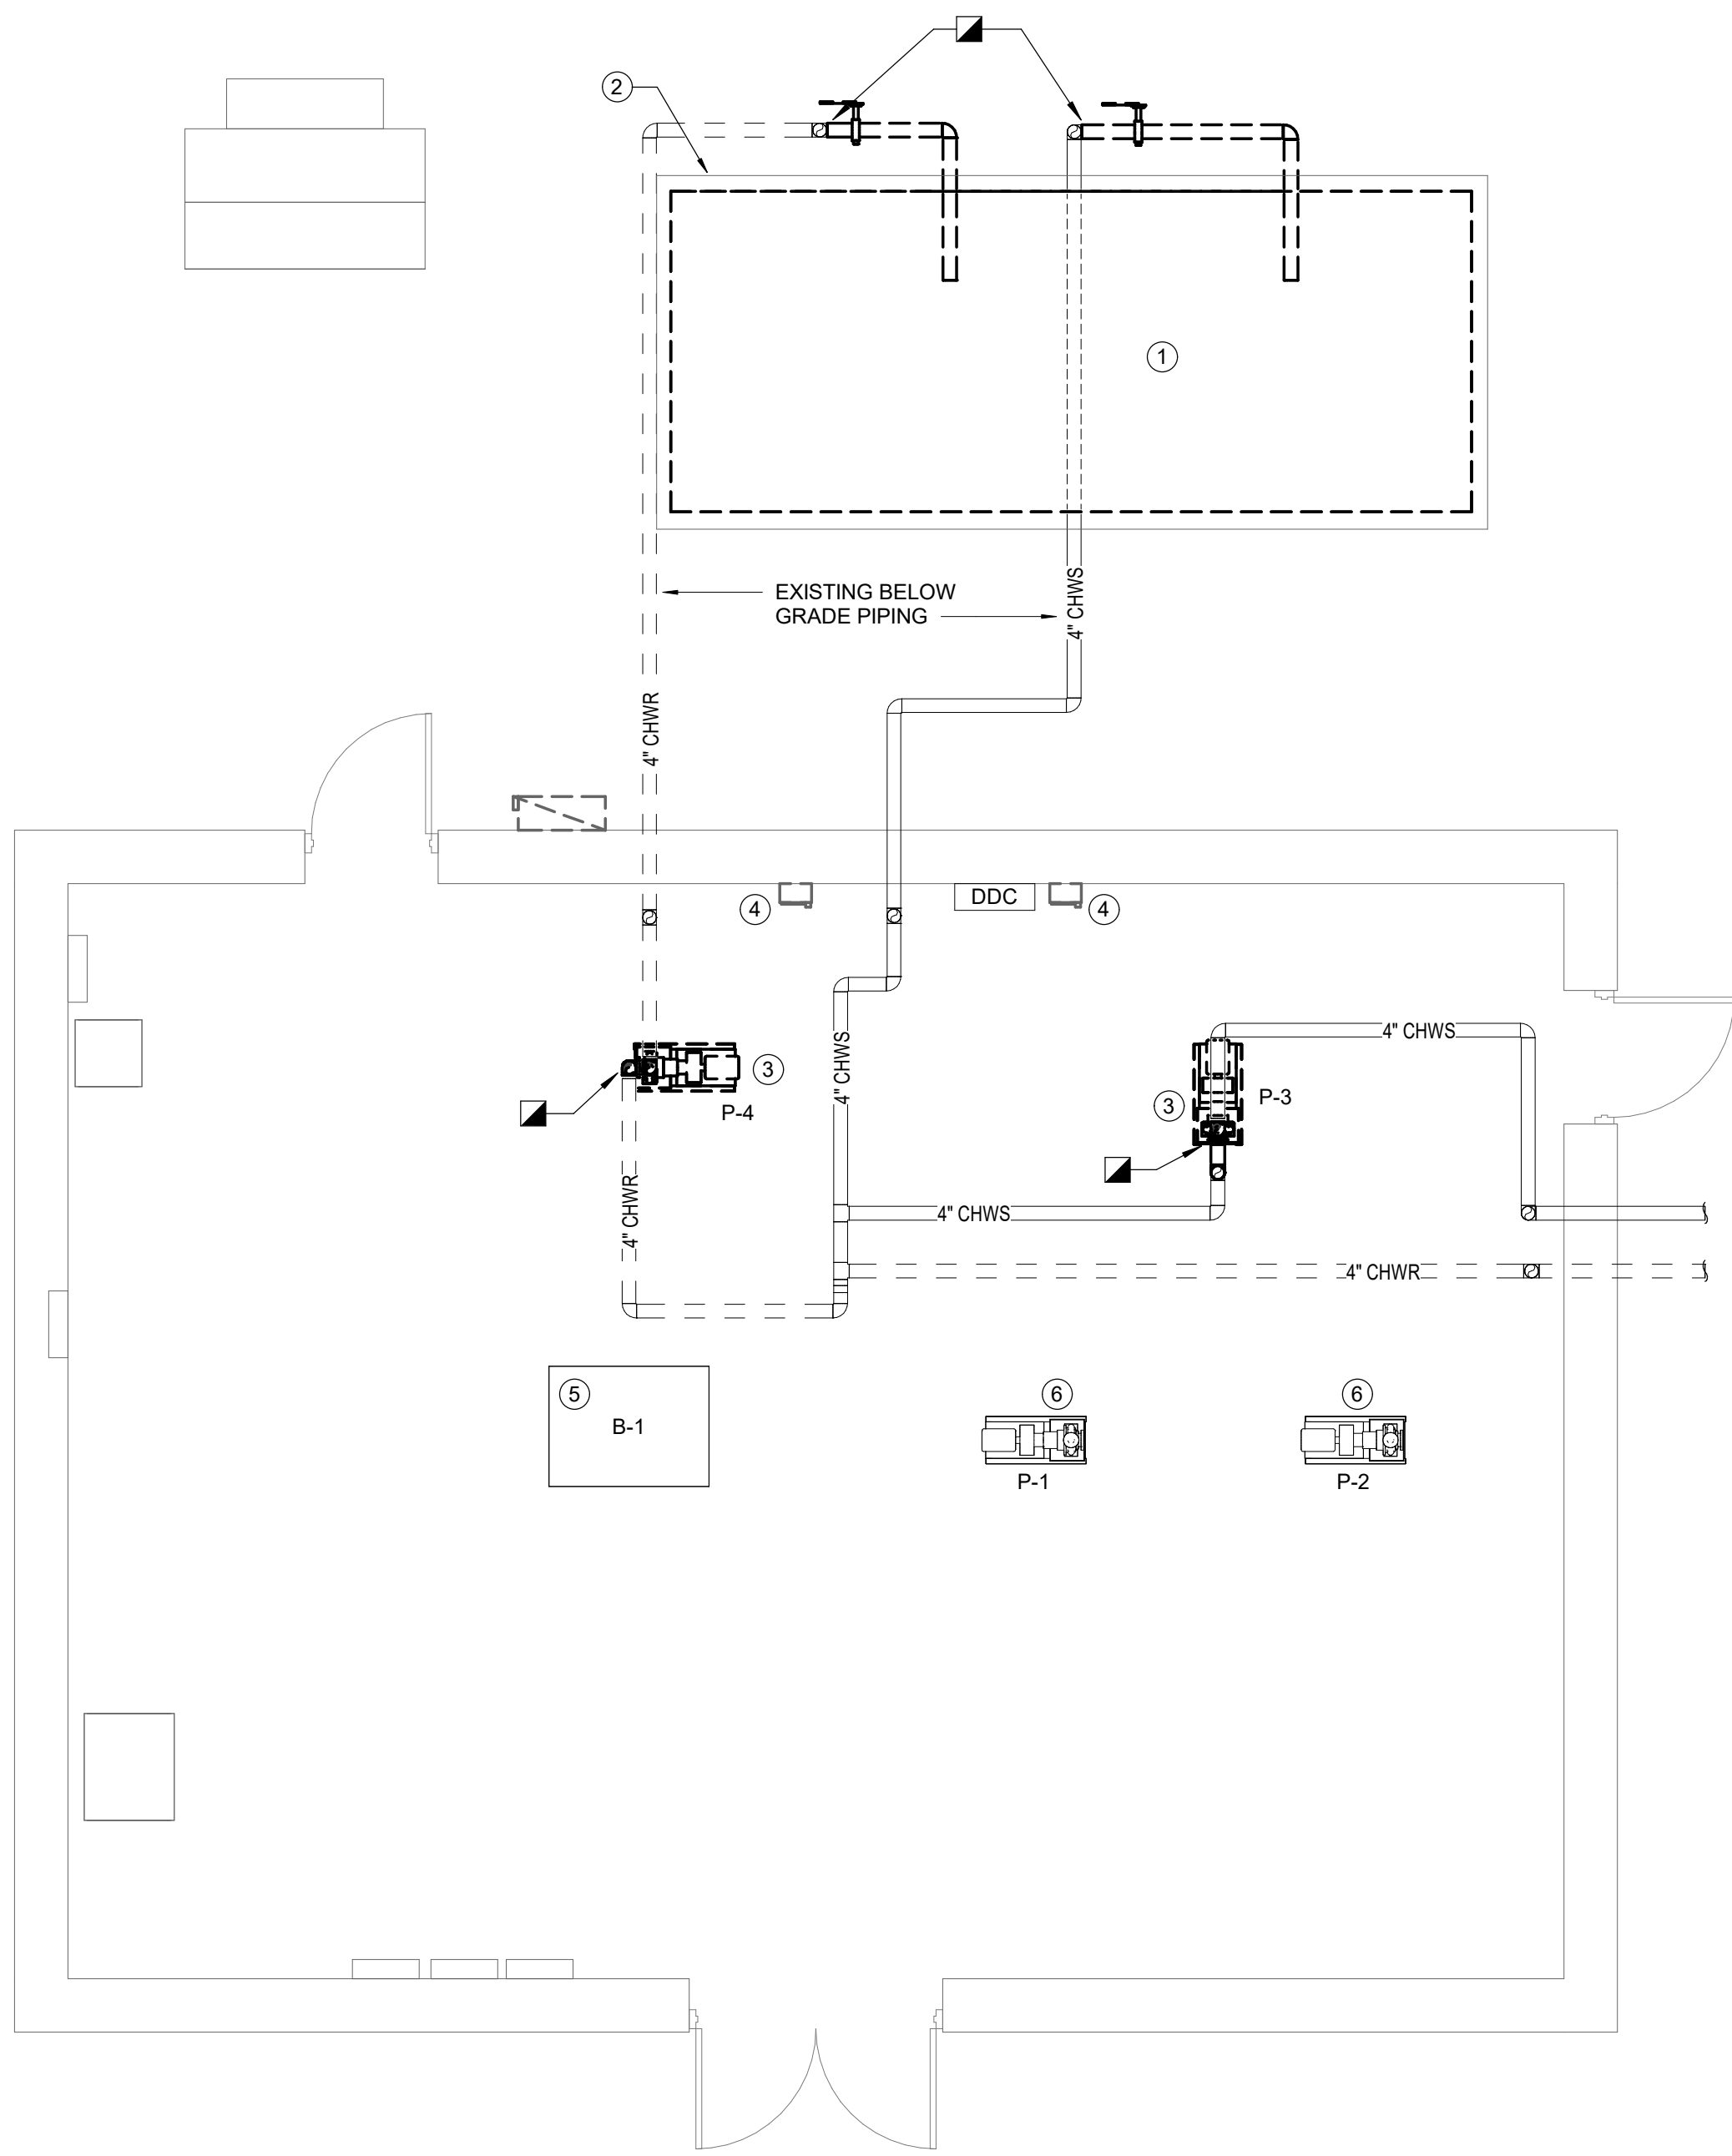 2
1
EXISTING BELOW
GRADE PIPING
4" CHWS
4" CHWR
4
DDC
4
4" CHWS
4" CHWS
3
P-4
3
P-3
4" CHWR
4" CHWS
4" CHWR
5
B-1
6
6
P-1
P-2